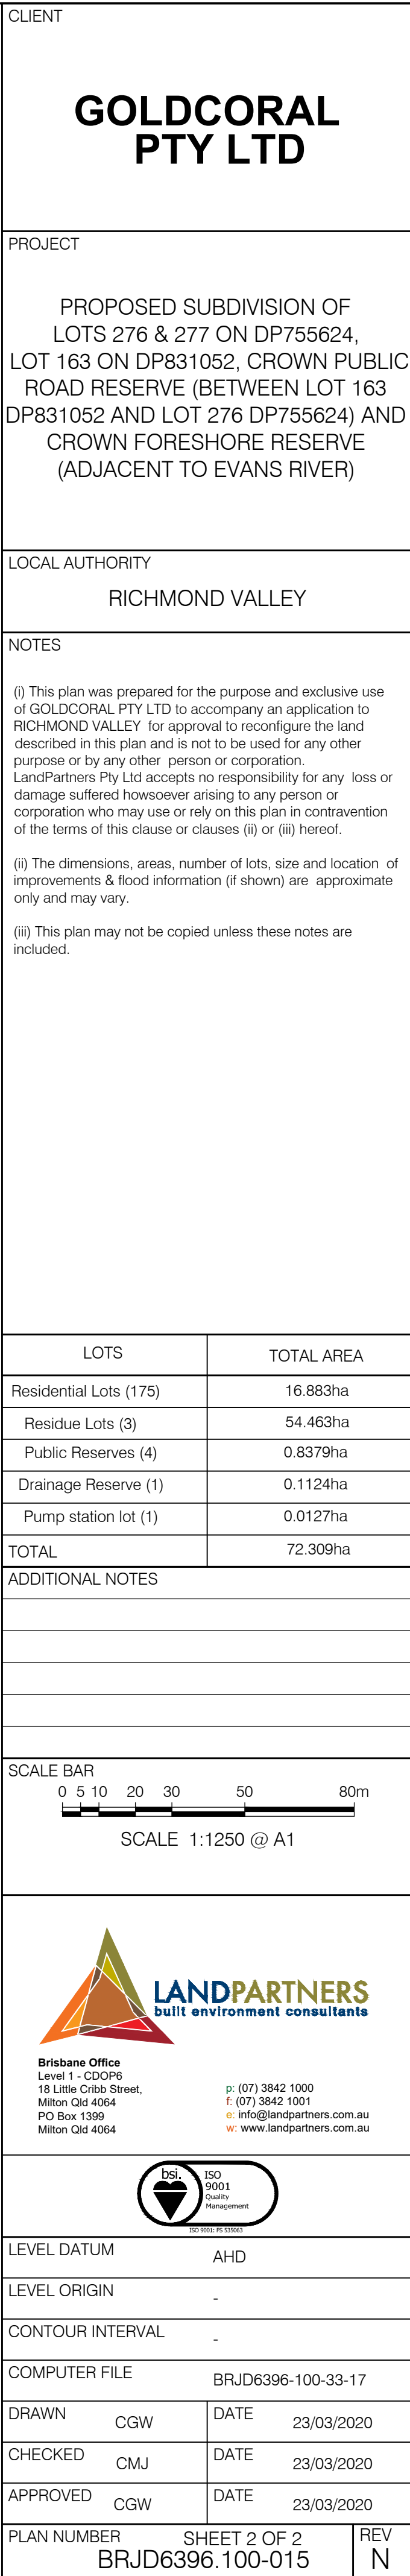 CLIENT
GOLDCORAL
PTY LTD
PROJECT
PROPOSED SUBDIVISION OF
LOTS 276 & 277 ON DP755624,
LOT 163 ON DP831052, CROWN PUBLIC
ROAD RESERVE (BETWEEN LOT 163
DP831052 AND LOT 276 DP755624) AND
CROWN FORESHORE RESERVE
(ADJACENT TO EVANS RIVER)
LOCAL AUTHORITY
RICHMOND VALLEY
NOTES
(i) This plan was prepared for the purpose and exclusive use
of GOLDCORAL PTY LTD to accompany an application to
RICHMOND VALLEY for approval to reconfigure the land
described in this plan and is not to be used for any other
purpose or by any other person or corporation.
LandPartners Pty Ltd accepts no responsibility for any loss or
damage suffered howsoever arising to any person or
corporation who may use or rely on this plan in contravention
of the terms of this clause or clauses (ii) or (iii) hereof.
(ii) The dimensions, areas, number of lots, size and location of
improvements & flood information (if shown) are approximate
only and may vary.
(iii) This plan may not be copied unless these notes are
included.
LOTS TOTAL AREA
Residential Lots (175) 16.883ha
Residue Lots (3) 54.463ha
Public Reserves (4) 0.8379ha
Drainage Reserve (1) 0.1124ha
Pump station lot (1) 0.0127ha
TOTAL 72.309ha
ADDITIONAL NOTES
SCALE BAR
0 5 10 20 30 50 80m
SCALE 1:1250 @ A1
LANDPARTNERS
built environment consultants
Brisbane Office
Level 1 - CDOP6
18 Little Cribb Street,
Milton Qld 4064
PO Box 1399
Milton Qld 4064
p: (07) 3842 1000
f: (07) 3842 1001
e: info@landpartners.com.au
w: www.landpartners.com.au
bsi.
ISO
9001
Quality
Management
ISO 9001: FS 535063
LEVEL DATUM AHD
LEVEL ORIGIN -
CONTOUR INTERVAL -
COMPUTER FILE BRJD6396-100-33-17
DRAWN CGW DATE 23/03/2020
CHECKED CMJ DATE 23/03/2020
APPROVED CGW DATE 23/03/2020
PLAN NUMBER SHEET 2 OF 2 REV
BRJD6396.100-015 N